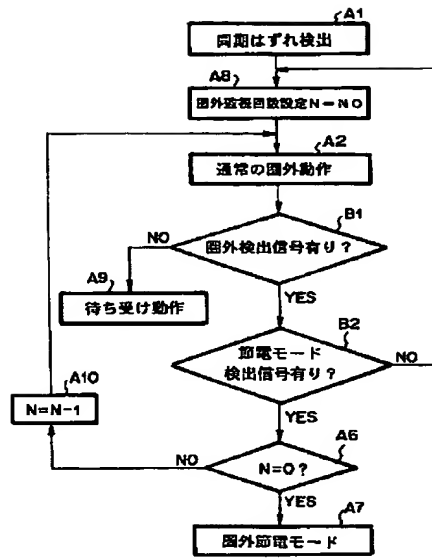 A1
同期はずれ検出
A8
圏外監視回数設定N=N0
A2
通常の圏外動作
B1
圏外検出信号有り?
NO
A9
待ち受け動作
YES
B2
節電モード
検出信号有り?
NO
A10
N=N-1
YES
A6
N=0?
NO
YES
A7
圏外節電モード